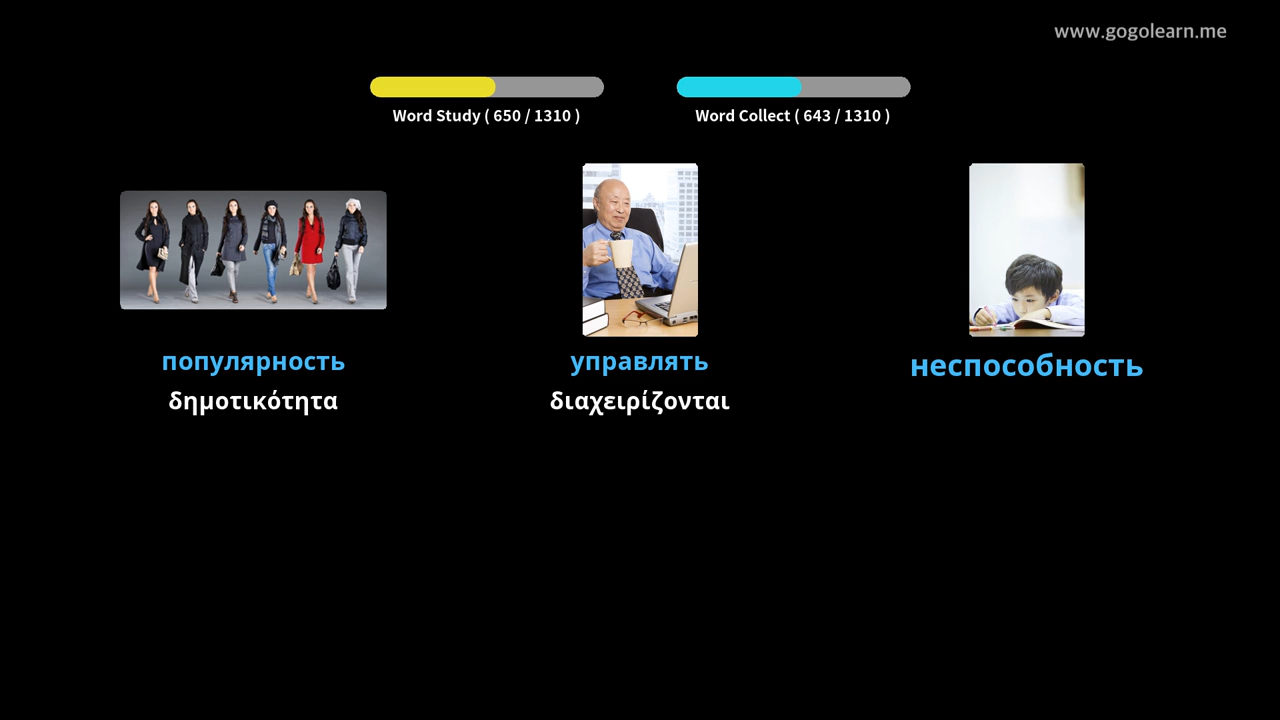 www.gogolearn.me
Word Study ( 650 / 1310 )
Word Collect ( 643 / 1310 )
популярность
δημοτικότητα
управлять
διαχειρίζονται
неспособность